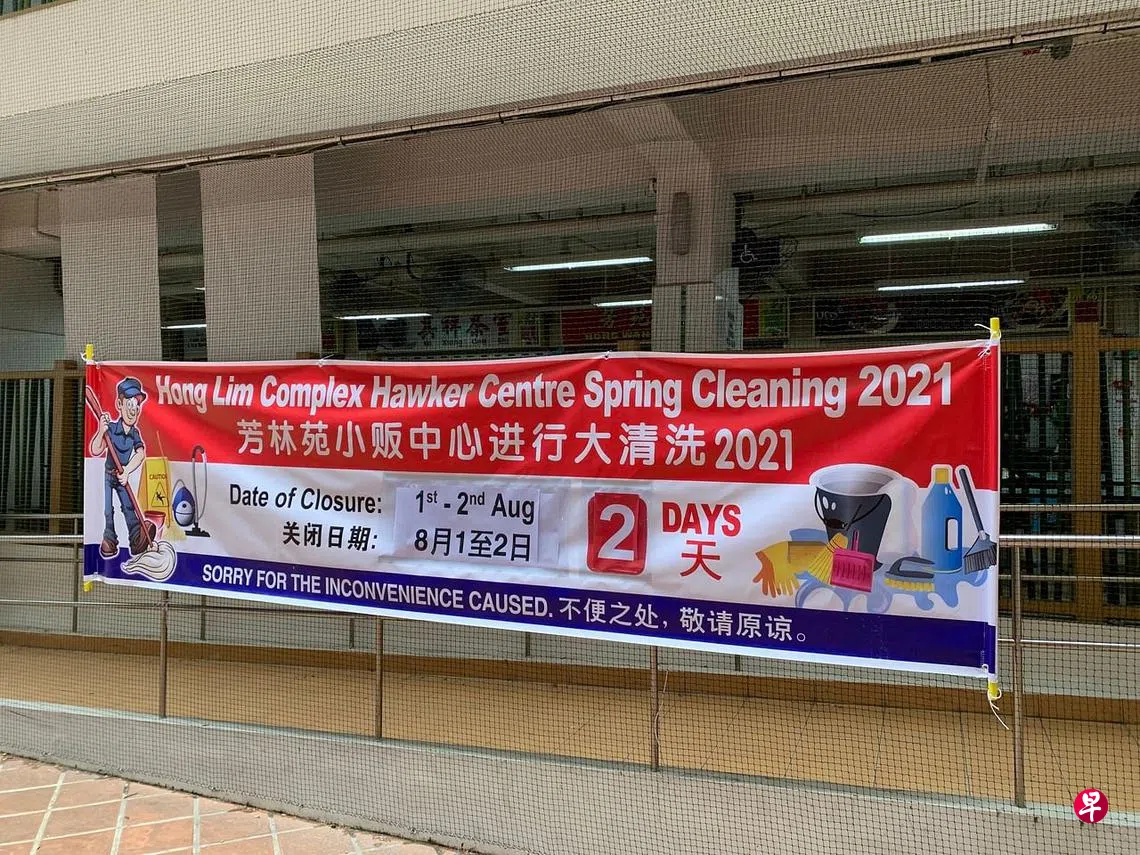 Hong Lim Complex Hawker Centre Spring Cleaning 2021
芳林苑小贩中心进行大清洗2021
Date of Closure: 1st - 2nd Aug
关闭日期: 8月1至2日
2 DAYS
天
SORRY FOR THE INCONVENIENCE CAUSED. 不便之处, 敬请原谅。
CAUTION
早